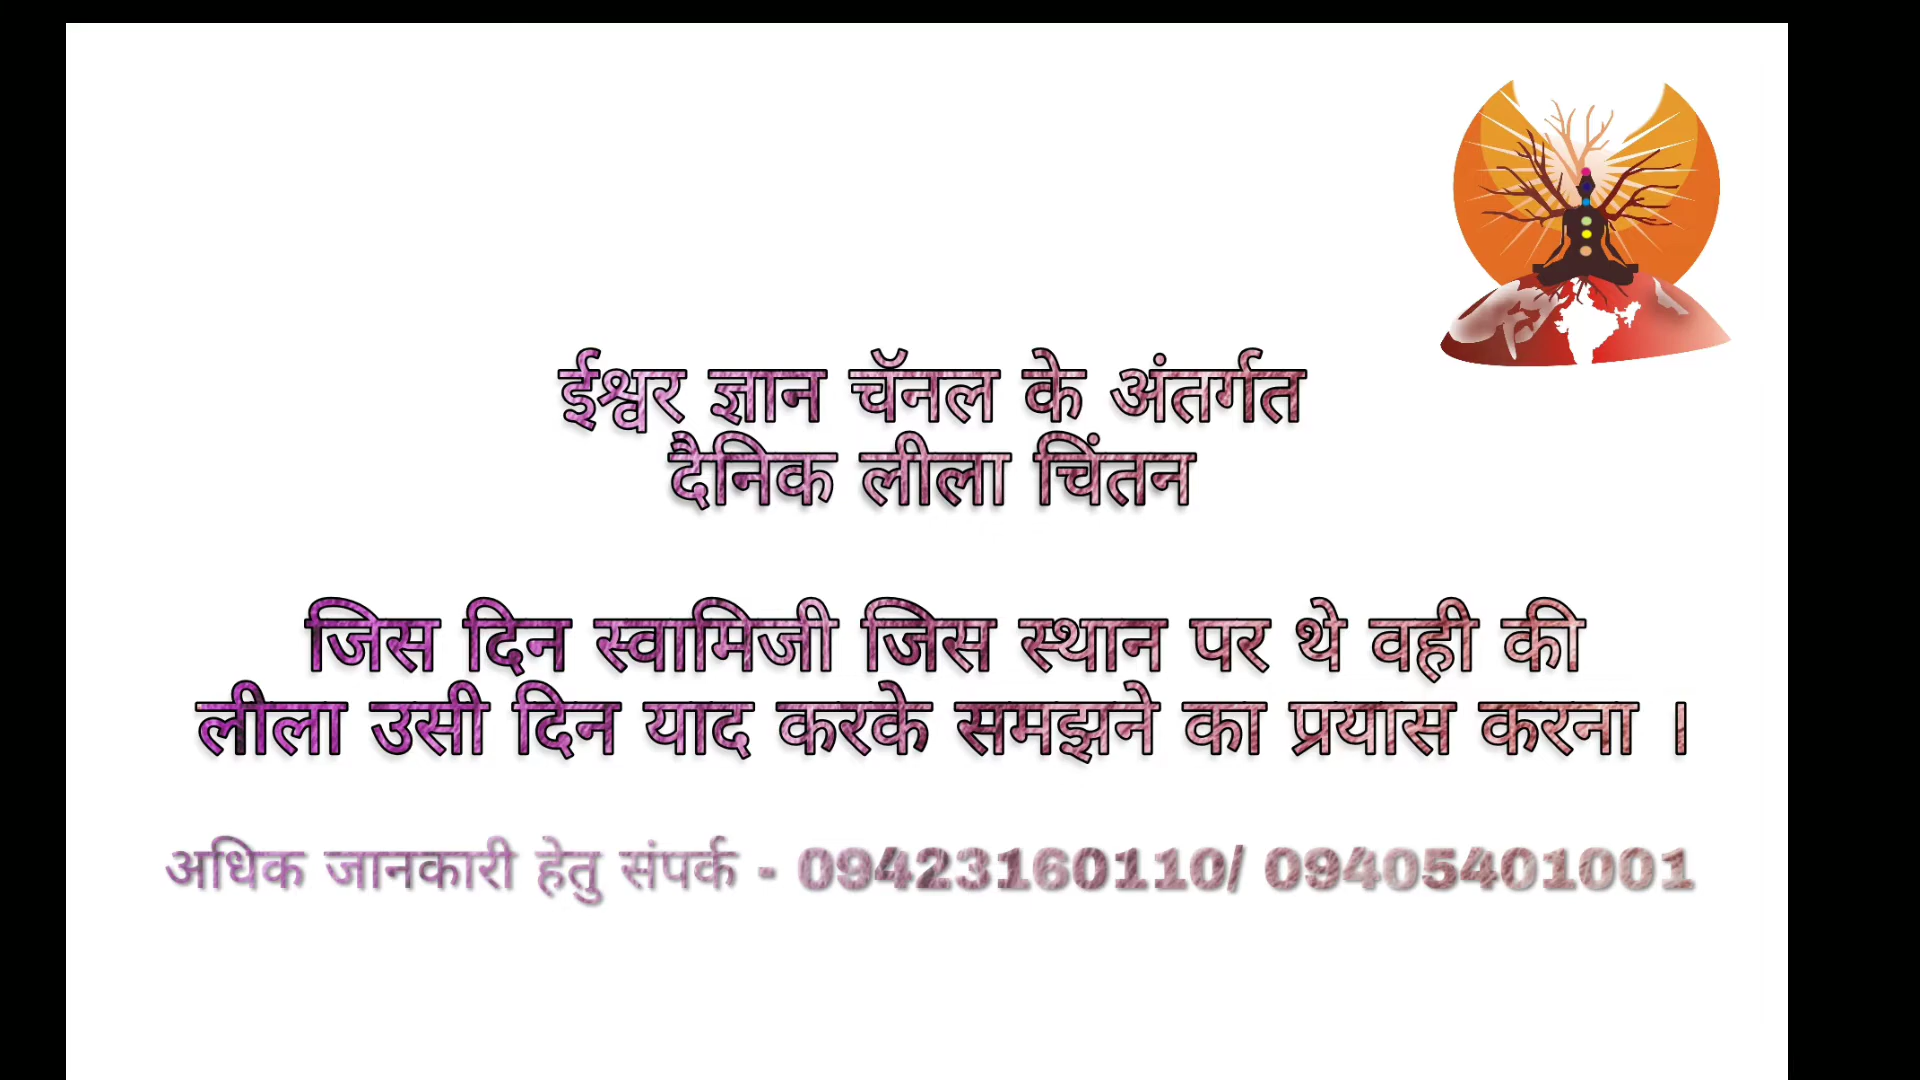 ईश्वर ज्ञान चॅनल के अंतर्गत
दैनिक लीला चिंतन
जिस दिन स्वामिजी जिस स्थान पर थे वही की
लीला उसी दिन याद करके समझने का प्रयास करना ।
अधिक जानकारी हेतु संपर्क - 09423160110/ 09405401001